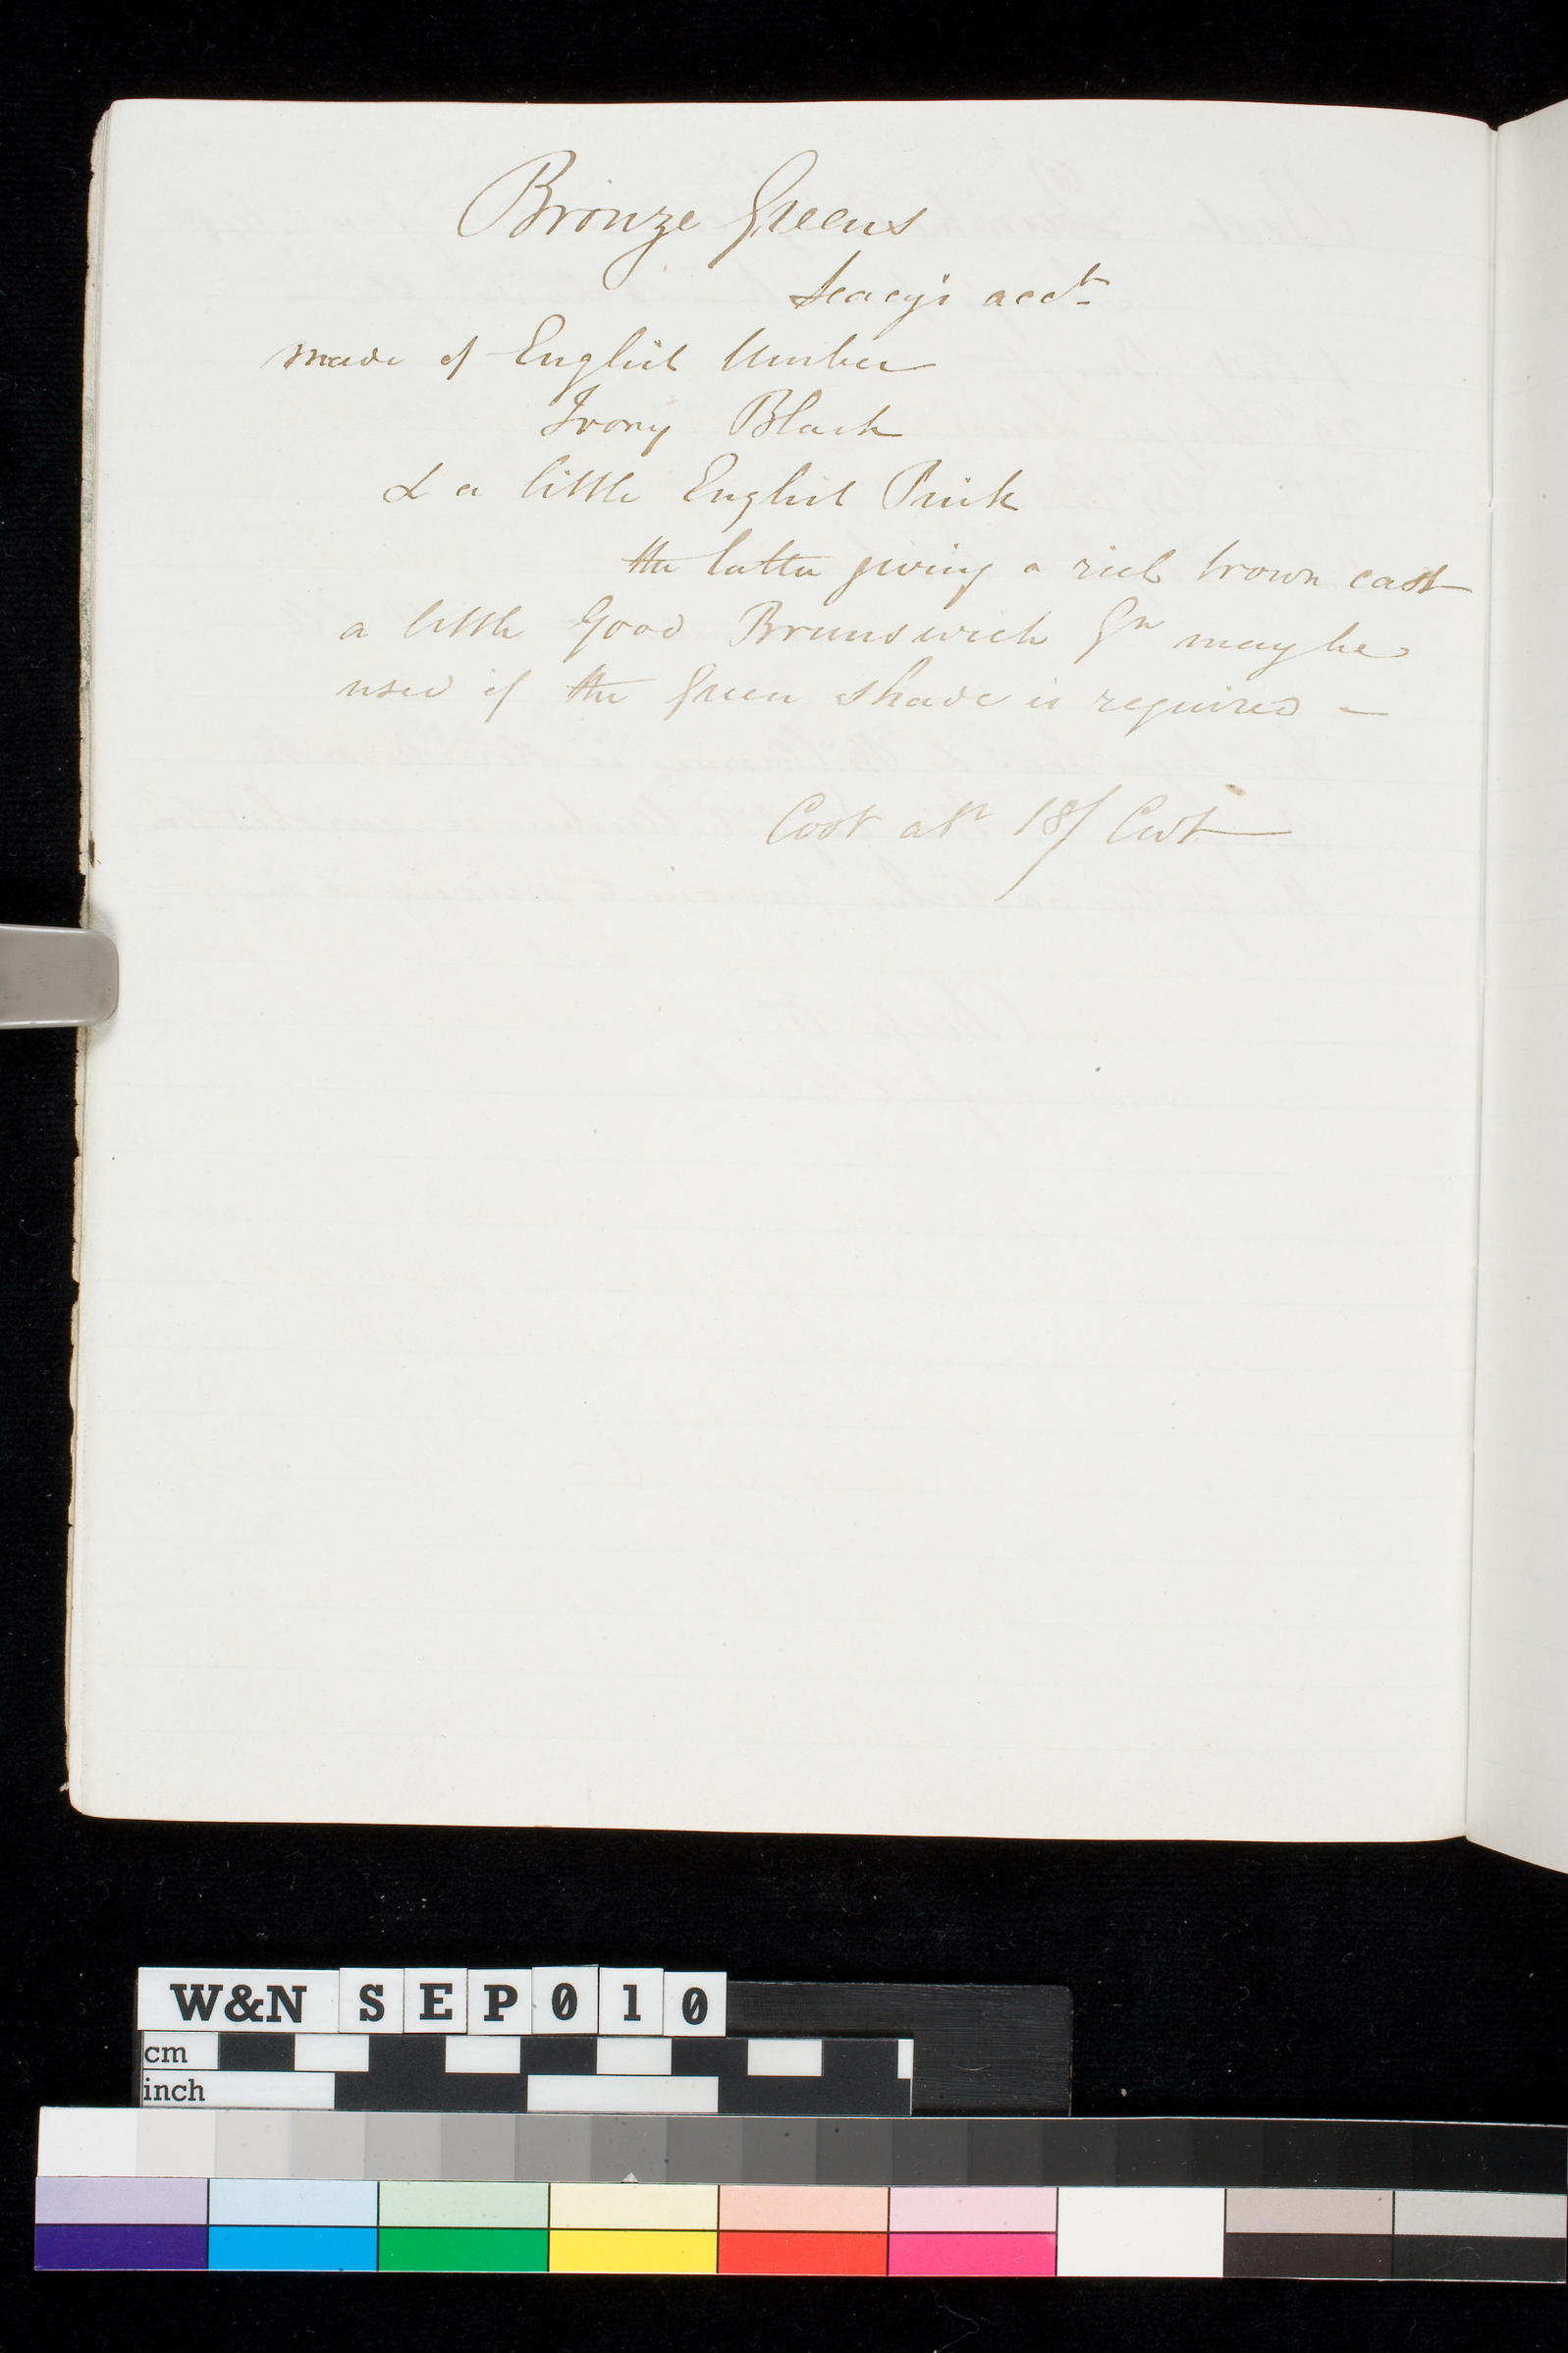 Bronze Greens
Seacy's acct
made of English Umber
Ivory Black
& a little English Pink
the latter giving a rich brown cast
a little Good Brunswick Gn may be
used if the Green shade is required –
Cost abt 18/ Cwt
W&N SEP010
cm
inch